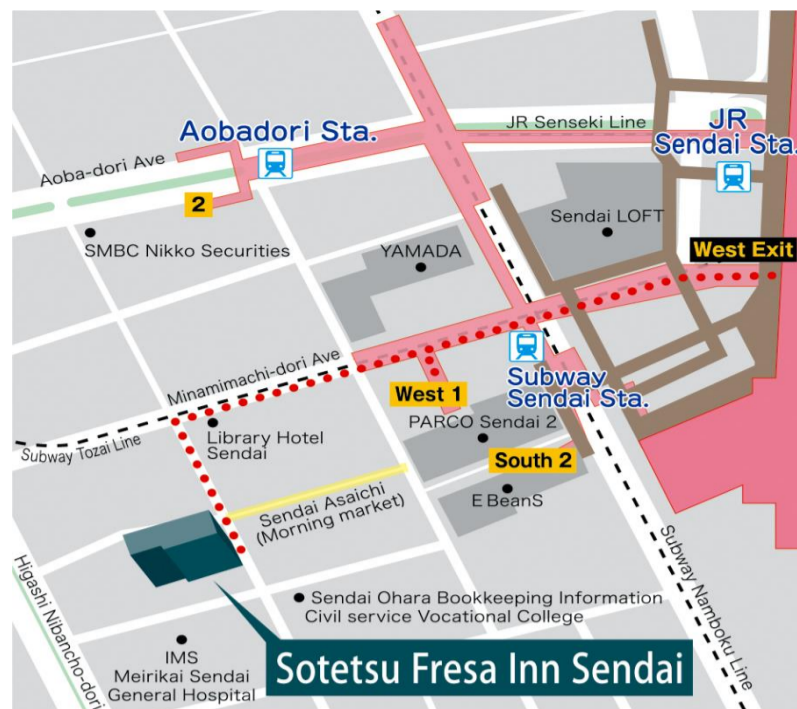 Aobadori Sta.
JR Senseki Line
JR
Sendai Sta.
Aoba-dori Ave
2
SMBC Nikko Securities
YAMADA
Sendai LOFT
West Exit
Minamimachi-dori Ave
Subway
Sendai Sta.
West 1
PARCO Sendai 2
Subway Tozai Line
Library Hotel
Sendai
South 2
E BeanS
Sendai Asaichi
(Morning market)
Subway Namboku Line
Higashi Nibancho-dori
Sendai Ohara Bookkeeping Information
Civil service Vocational College
IMS
Meirikai Sendai
General Hospital
Sotetsu Fresa Inn Sendai